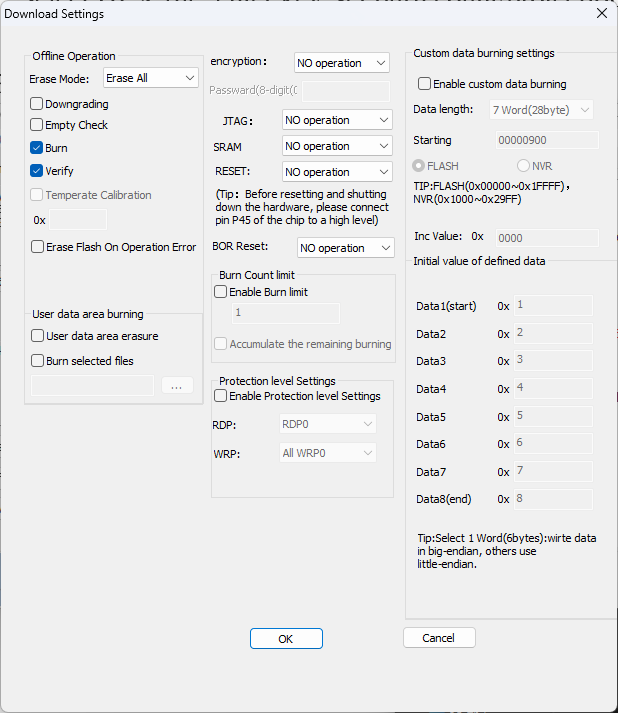 Download Settings
Offline Operation
Erase Mode: Erase All
Downgrading
Empty Check
Burn
Verify
Temperate Calibration
0x
Erase Flash On Operation Error
User data area burning
User data area erasure
Burn selected files
...
encryption: NO operation
Passward(8-digit(0
JTAG: NO operation
SRAM NO operation
RESET: NO operation
(Tip: Before resetting and shutting
down the hardware, please connect
pin P45 of the chip to a high level)
BOR Reset: NO operation
Burn Count limit
Enable Burn limit
1
Accumulate the remaining burning
Protection level Settings
Enable Protection level Settings
RDP: RDP0
WRP: All WRP0
Custom data burning settings
Enable custom data burning
Data length: 7 Word(28byte)
Starting 00000900
FLASH NVR
TIP:FLASH(0x00000~0x1FFFF),
NVR(0x1000~0x29FF)
Inc Value: 0x 0000
Initial value of defined data
Data1(start) 0x 1
Data2 0x 2
Data3 0x 3
Data4 0x 4
Data5 0x 5
Data6 0x 6
Data7 0x 7
Data8(end) 0x 8
Tip:Select 1 Word(6bytes):wirte data
in big-endian, others use
little-endian.
OK
Cancel